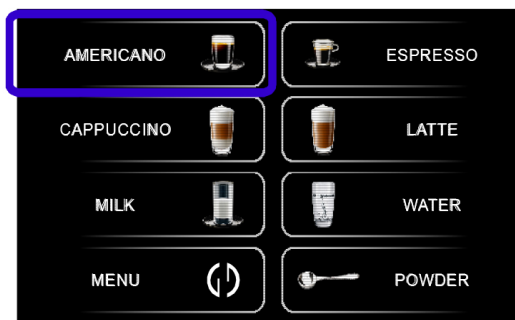 AMERICANO
ESPRESSO
CAPPUCCINO
LATTE
MILK
WATER
MENU
POWDER